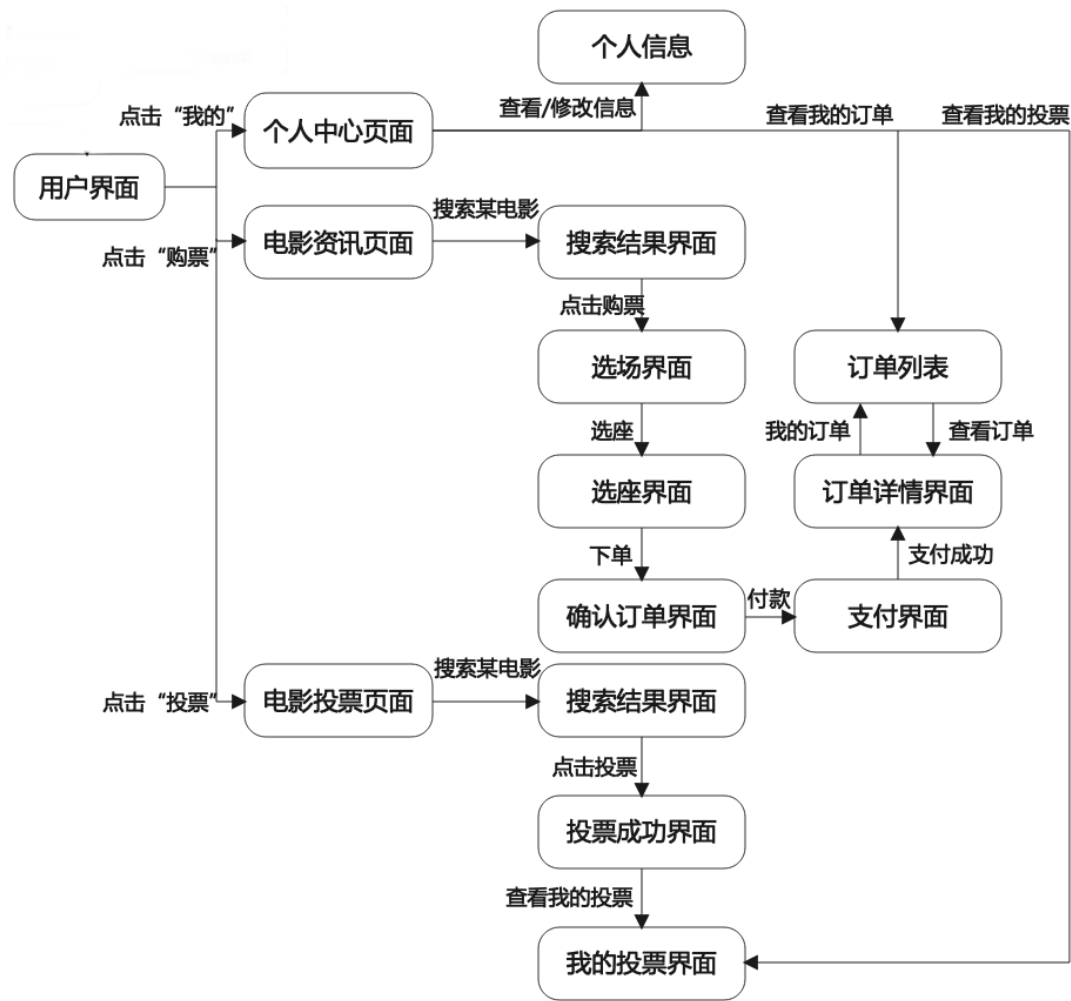 个人信息
点击“我的”
查看/修改信息
查看我的订单
查看我的投票
个人中心页面
用户界面
搜索某电影
点击“购票”
电影资讯页面
搜索结果界面
点击购票
选场界面
订单列表
选座
我的订单
查看订单
选座界面
订单详情界面
下单
支付成功
付款
确认订单界面
支付界面
搜索某电影
点击“投票”
电影投票页面
搜索结果界面
点击投票
投票成功界面
查看我的投票
我的投票界面